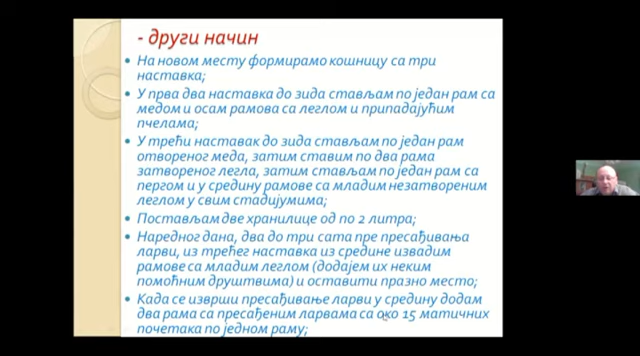 - други начин
На новом месту формирамо кошницу са три
наставка;
У прва два наставка до зида стављам по један рам са
медом и осам рамова са леглом и припадајућим
пчелама;
У трећи наставак до зида стављам по један рам
отвореног меда, затим ставим по два рама
затвореног легла, затим стављам по један рам са
пергом и у средину рамове са младим незатвореним
леглом у свим стадијумима;
Постављам две хранилице од по 2 литра;
Наредног дана, два до три сата пре пресађивања
ларви, из трећег наставка из средине извадим
рамове са младим леглом (додајем их неким
помоћним друштвима) и оставити празно место;
Када се изврши пресађивање ларви у средину додам
два рама са пресађеним ларвама са око 15 матичних
почетака по једном раму;